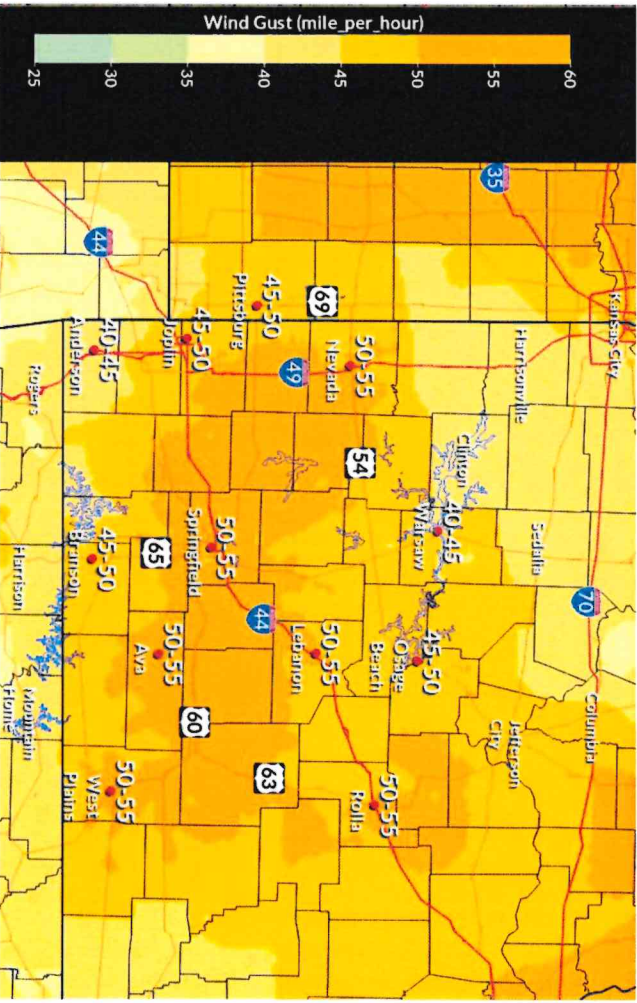 Wind Gust (mile_per_hour)
25
30
35
40
45
50
55
60
35
Kansas City
70
Columbia
Harrisonville
Sedalia
Jefferson
City
Clinton
40-45
Warsaw
45-50
Osage
Beach
69
50-55
Nevada
54
50-55
Lebanon
50-55
Rolla
45-50
Pittsburg
49
44
63
45-50
Joplin
50-55
Springfield
60
44
65
50-55
Ava
40-45
Anderson
45-50
Branson
50-55
West
Plains
Rogers
Harrison
Mountain
Home